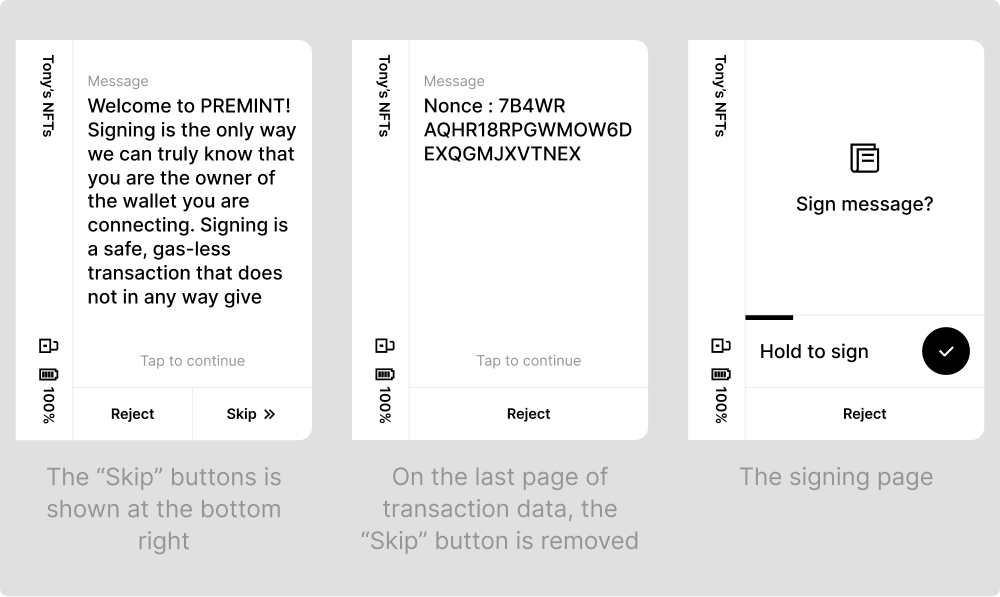 Tony's NFTs
100%
Message
Welcome to PREMINT!
Signing is the only way
we can truly know that
you are the owner of
the wallet you are
connecting. Signing is
a safe, gas-less
transaction that does
not in any way give
Tap to continue
Reject
Skip
The “Skip” buttons is
shown at the bottom
right
Tony's NFTs
100%
Message
Nonce : 7B4WR
AQHR18RPGWMOW6D
EXQGMJXVTNEX
Tap to continue
Reject
On the last page of
transaction data, the
“Skip” button is removed
Tony's NFTs
100%
Sign message?
Hold to sign
Reject
The signing page